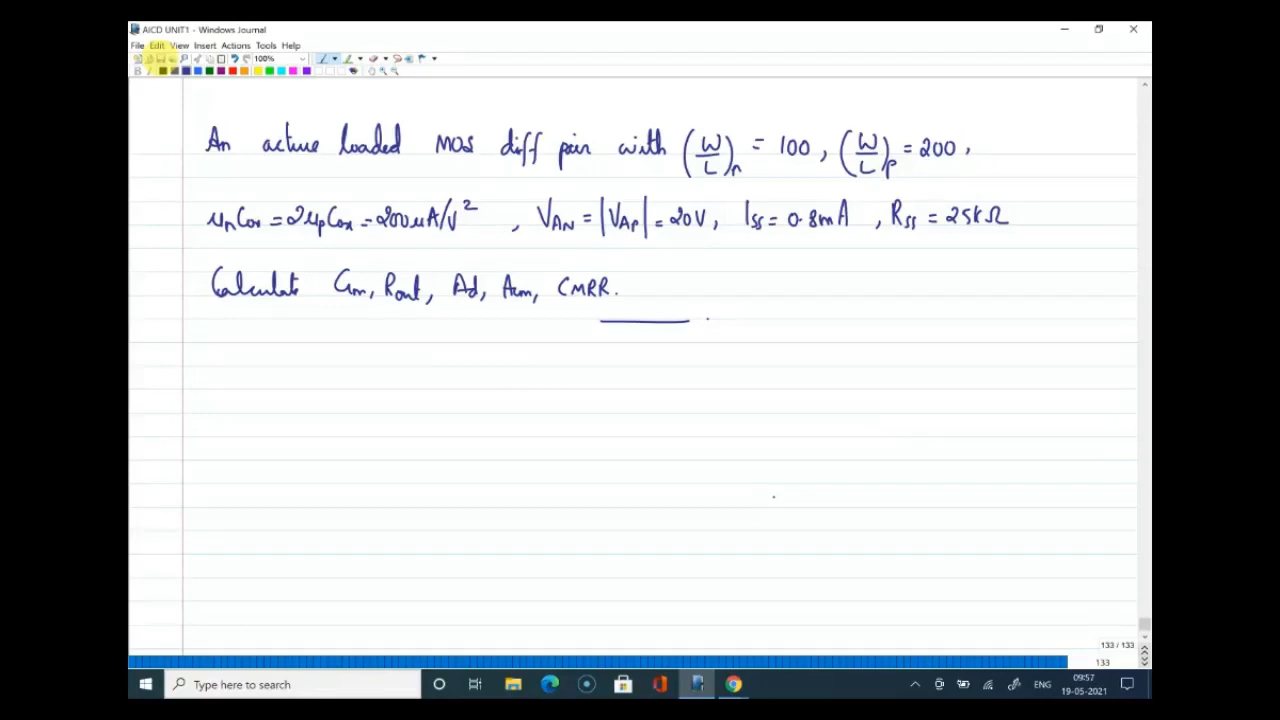 AICD UNIT1 - Windows Journal
File Edit View Insert Actions Tools Help
100%
B I
An active loaded MOS diff pair with (W/L)n = 100, (W/L)p = 200,
μnCox = 2μpCox = 200μA/V², VAN = |VAP| = 20V, ISS = 0.8mA, RSS = 25kΩ
Calculate Gm, Rout, Ad, Acm, CMRR.
133 / 133
133
Type here to search
ENG
09:57
19-05-2021